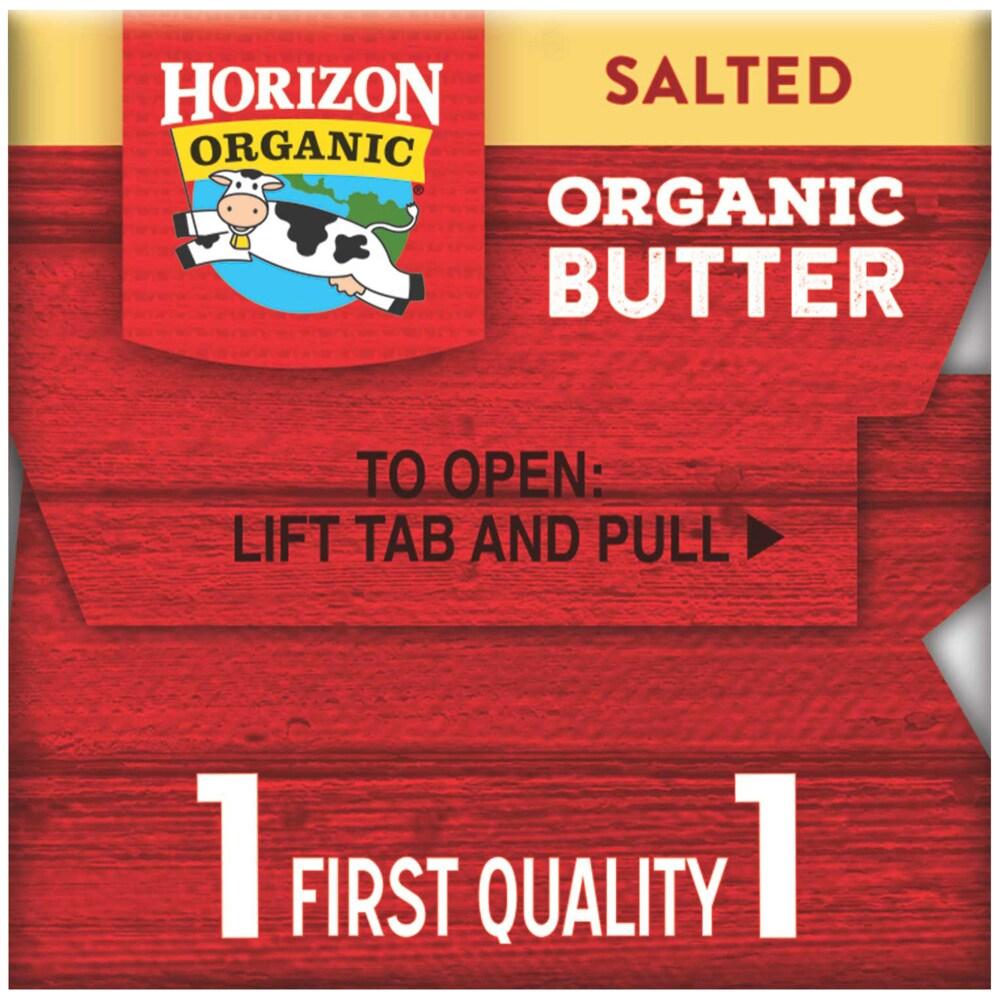 HORIZON
ORGANIC
®
SALTED
ORGANIC
BUTTER
TO OPEN:
LIFT TAB AND PULL ▶
1 FIRST QUALITY 1